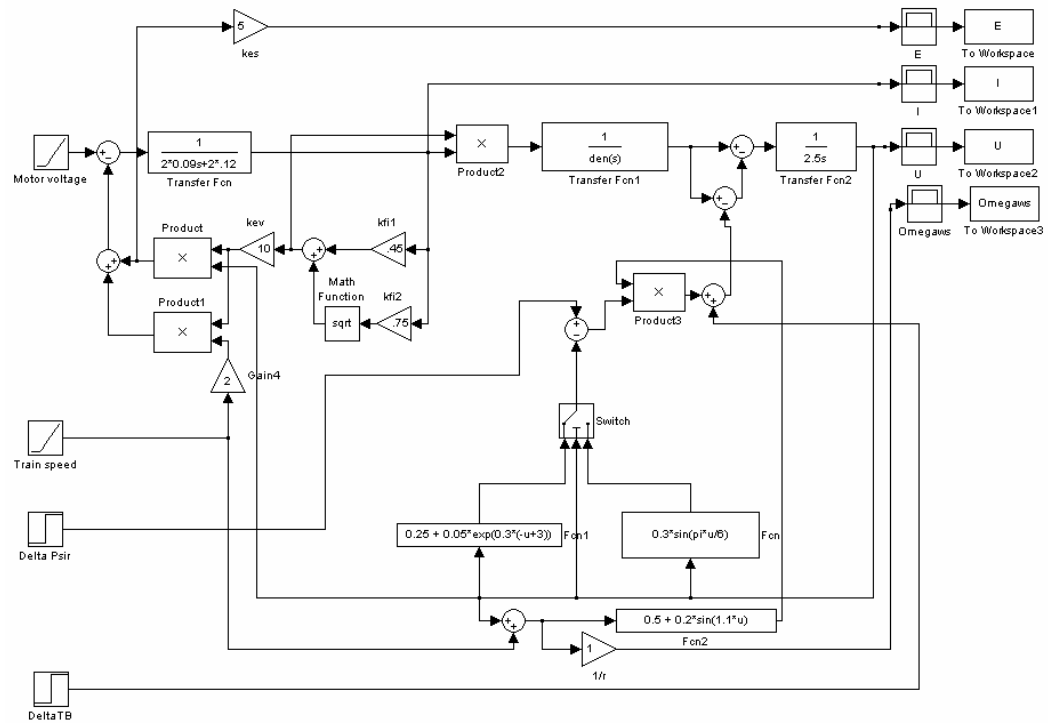 5
kes
E
E
To Workspace
I
I
To Workspace1
Motor voltage
1
2*0.09s+2*.12
Transfer Fcn
×
Product2
1
den(s)
Transfer Fcn1
1
2.5s
Transfer Fcn2
U
U
To Workspace2
Omegaws
Omegaws
To Workspace3
Product
×
kev
10
kfi1
.45
Math
Function
sqrt
kfi2
.75
Product1
×
2
Gain4
×
Product3
Switch
Train speed
0.25 + 0.05*exp(0.3*(-u+3))
Fcn1
0.3*sin(pi*u/6)
Fcn
Delta Psir
0.5 + 0.2*sin(1.1*u)
Fcn2
1
1/r
DeltaTB